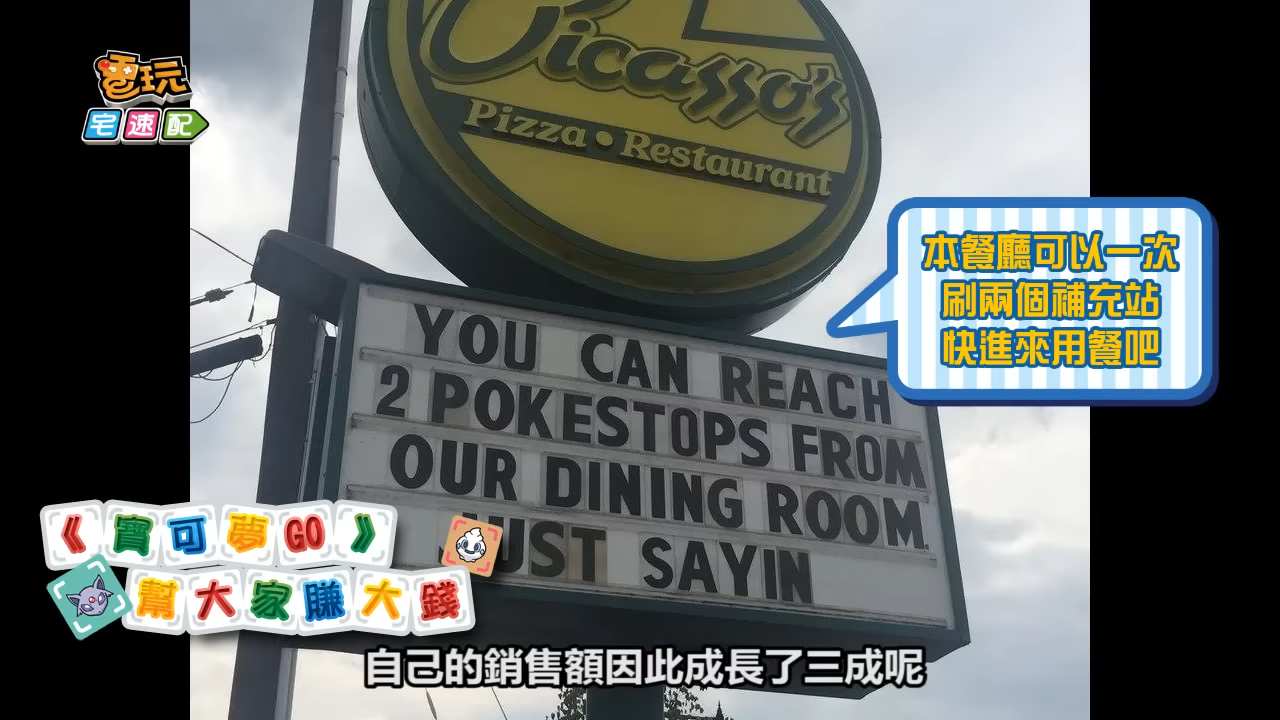 電玩
宅速配
Picasso's
Pizza • Restaurant
本餐廳可以一次
刷兩個補充站
快進來用餐吧
YOU CAN REACH
2 POKESTOPS FROM
OUR DINING ROOM.
JUST SAYIN
《寶可夢GO》
幫大家賺大錢
自己的銷售額因此成長了三成呢